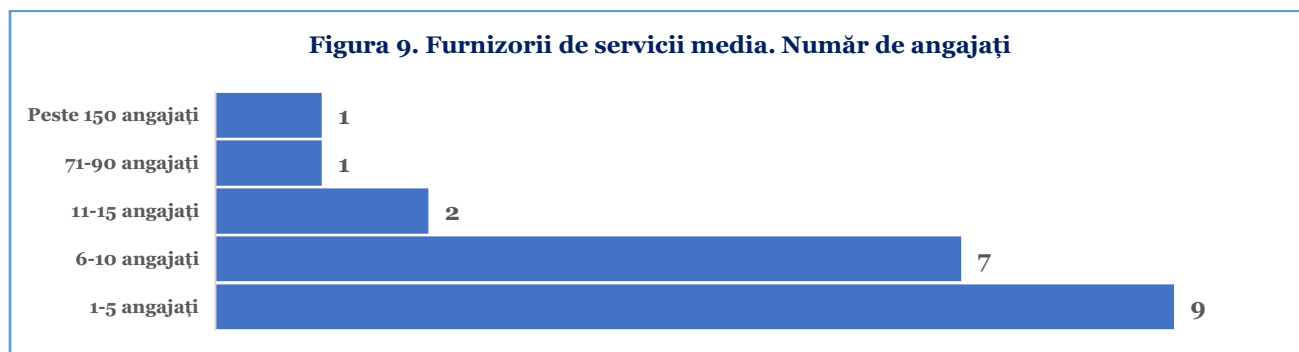 Figura 9. Furnizorii de servicii media. Număr de angajați
Peste 150 angajați 1
71-90 angajați 1
11-15 angajați 2
6-10 angajați 7
1-5 angajați 9